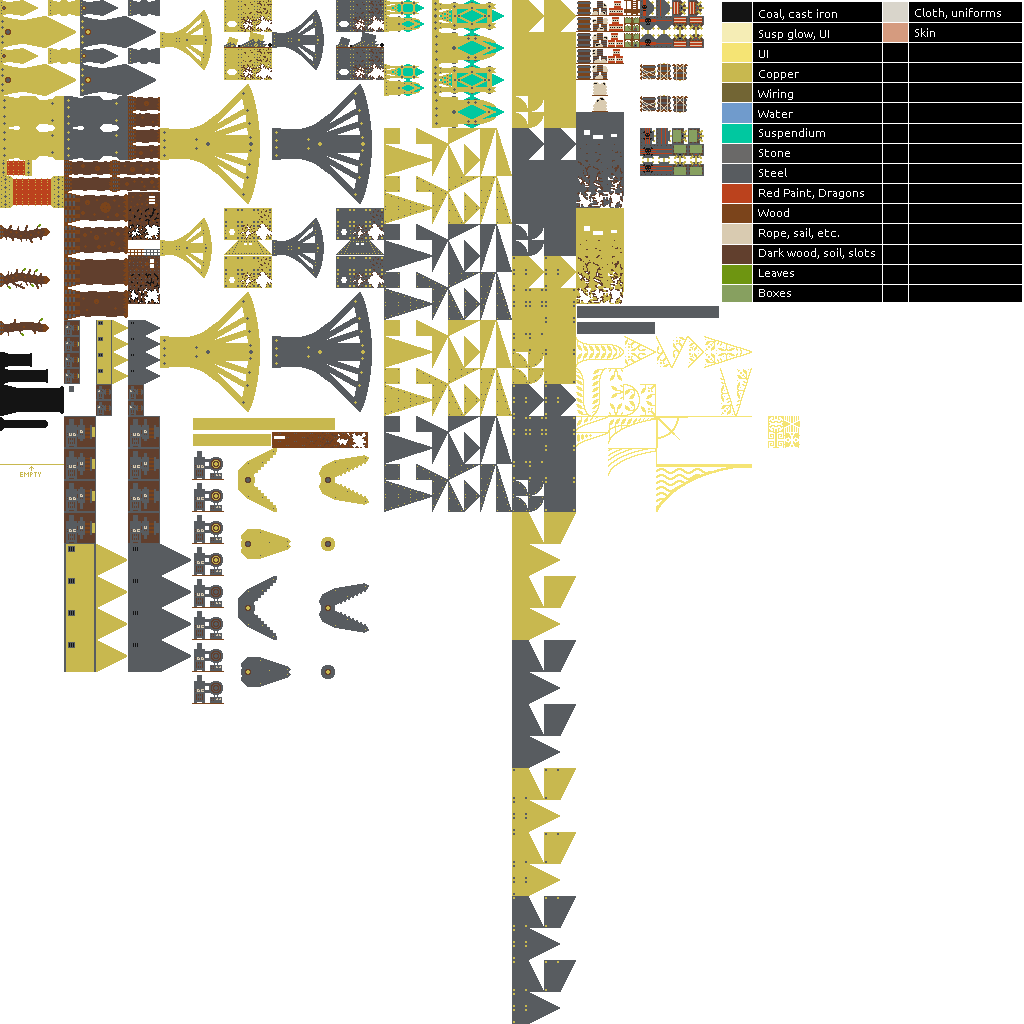 Coal, cast iron
Cloth, uniforms
Susp glow, UI
Skin
UI
Copper
Wiring
Water
Suspendium
Stone
Steel
Red Paint, Dragons
Wood
Rope, sail, etc.
Dark wood, soil, slots
Leaves
Boxes
EMPTY